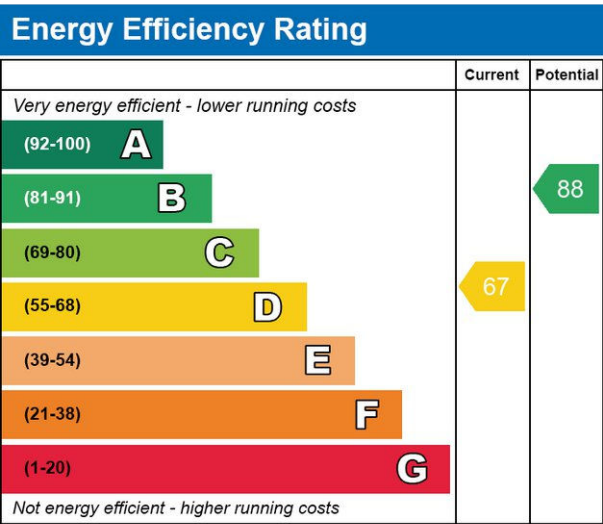 Energy Efficiency Rating
Current Potential
Very energy efficient - lower running costs
(92-100) A
(81-91) B
88
(69-80) C
(55-68) D
67
(39-54) E
(21-38) F
(1-20) G
Not energy efficient - higher running costs